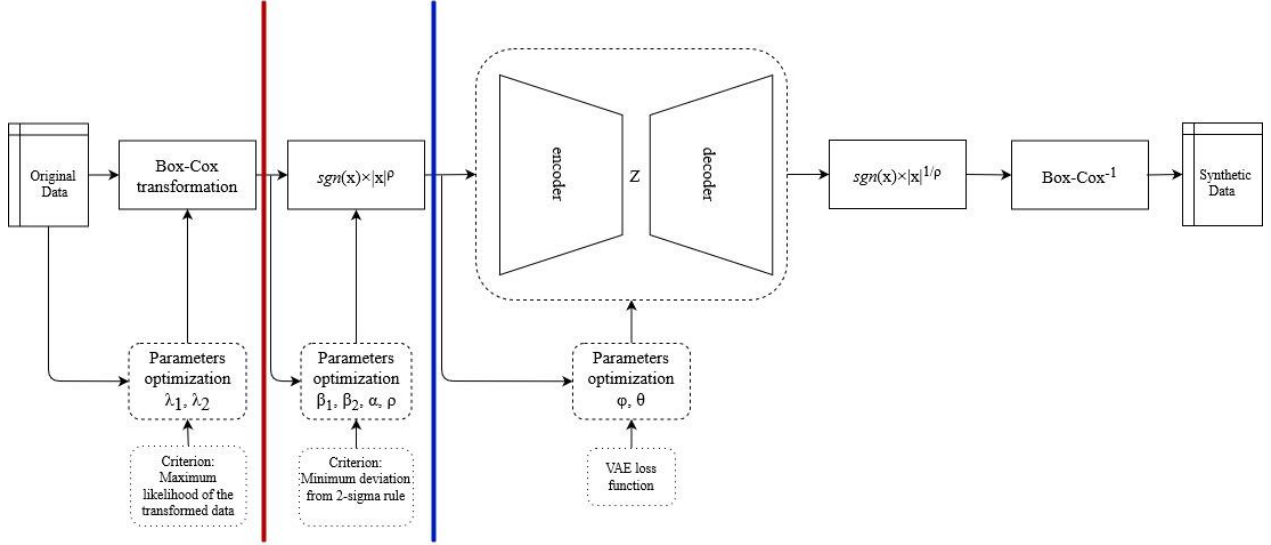 Original
Data
Box-Cox
transformation
sgn(x)×|x|ᵖ
encoder
Z
decoder
sgn(x)×|x|¹/ᵖ
Box-Cox⁻¹
Synthetic
Data
Parameters
optimization
λ₁, λ₂
Parameters
optimization
β₁, β₂, α, ρ
Parameters
optimization
φ, θ
Criterion:
Maximum
likelihood of the
transformed data
Criterion:
Minimum deviation
from 2-sigma rule
VAE loss
function